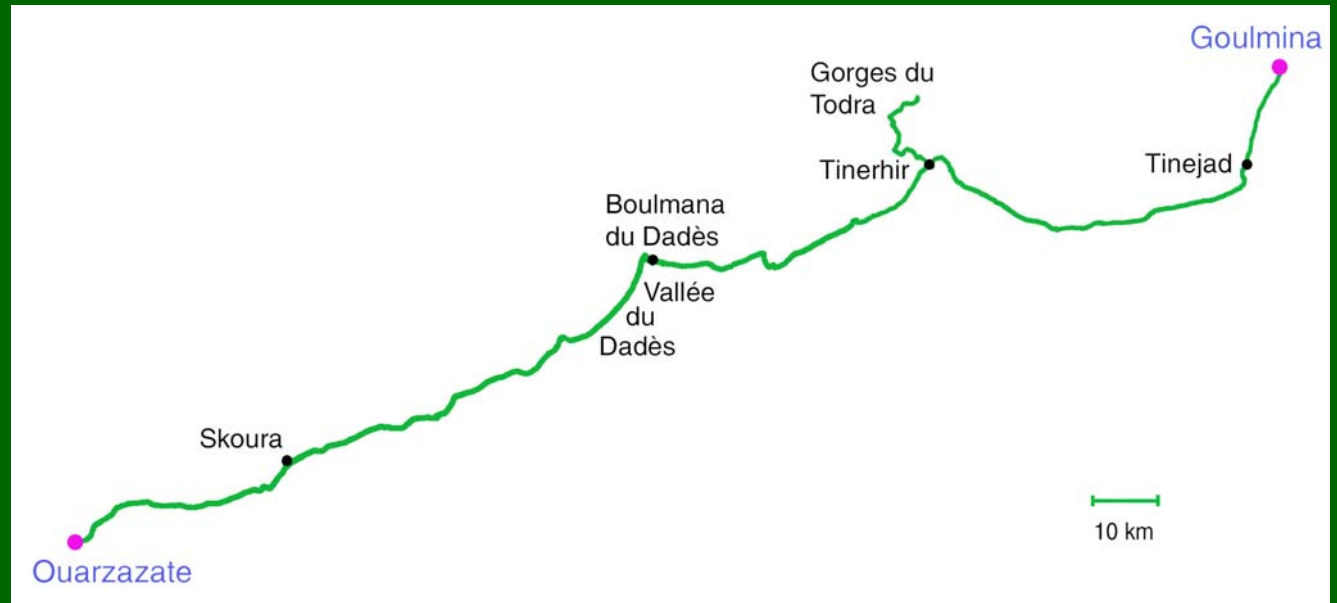 Goulmina
Gorges du
Todra
Tinerhir
Tinejad
Boulmana
du Dadès
Vallée
du
Dadès
Skoura
10 km
Ouarzazate